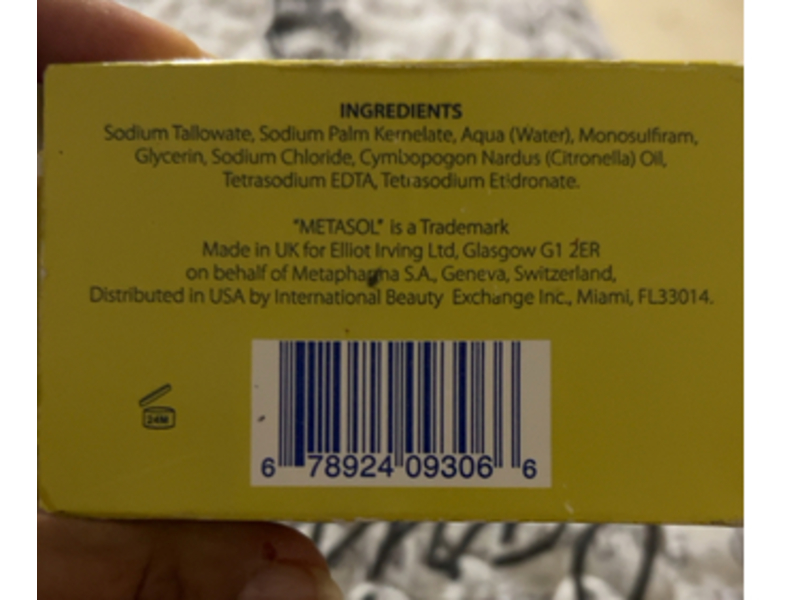 INGREDIENTS
Sodium Tallowate, Sodium Palm Kernelate, Aqua (Water), Monosulfiram,
Glycerin, Sodium Chloride, Cymbopogon Nardus (Citronella) Oil,
Tetrasodium EDTA, Tetrasodium Etidronate.
"METASOL" is a Trademark
Made in UK for Elliot Irving Ltd, Glasgow G1 2ER
on behalf of Metapharma S.A., Geneva, Switzerland,
Distributed in USA by International Beauty Exchange Inc., Miami, FL33014.
24M
6 78924 09306 6